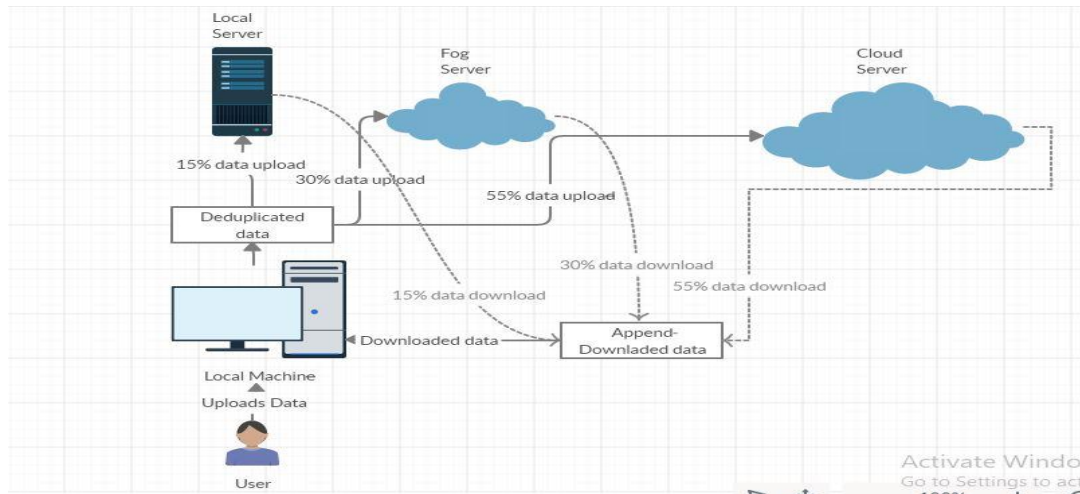 Local
Server
Fog
Server
Cloud
Server
15% data upload
30% data upload
55% data upload
Deduplicated
data
30% data download
55% data download
15% data download
Append-
Downladed data
Downloaded data
Local Machine
Uploads Data
User
Activate Windo
Go to Settings to act